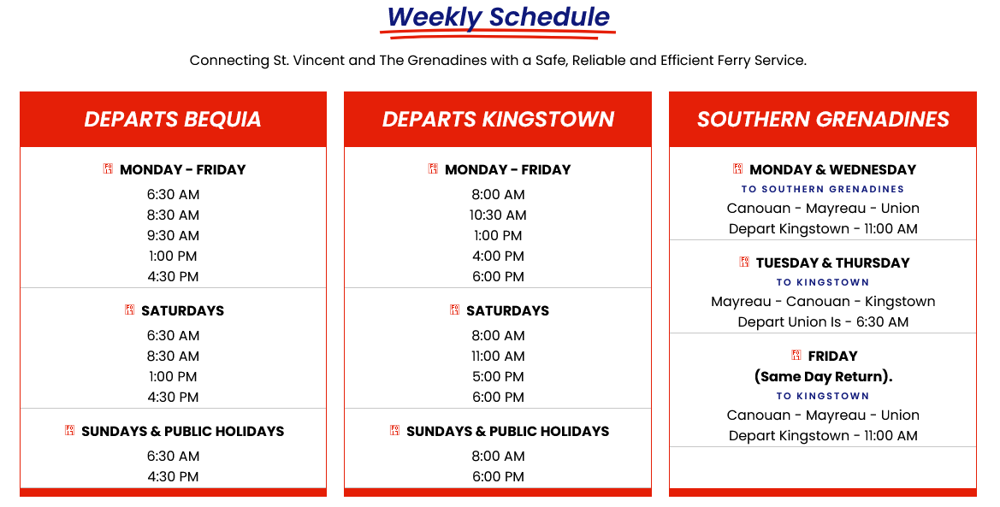 Weekly Schedule
Connecting St. Vincent and The Grenadines with a Safe, Reliable and Efficient Ferry Service.
DEPARTS BEQUIA
MONDAY - FRIDAY
6:30 AM
8:30 AM
9:30 AM
1:00 PM
4:30 PM
SATURDAYS
6:30 AM
8:30 AM
1:00 PM
4:30 PM
SUNDAYS & PUBLIC HOLIDAYS
6:30 AM
4:30 PM
DEPARTS KINGSTOWN
MONDAY - FRIDAY
8:00 AM
10:30 AM
1:00 PM
4:00 PM
6:00 PM
SATURDAYS
8:00 AM
11:00 AM
5:00 PM
6:00 PM
SUNDAYS & PUBLIC HOLIDAYS
8:00 AM
6:00 PM
SOUTHERN GRENADINES
MONDAY & WEDNESDAY
TO SOUTHERN GRENADINES
Canouan - Mayreau - Union
Depart Kingstown - 11:00 AM
TUESDAY & THURSDAY
TO KINGSTOWN
Mayreau - Canouan - Kingstown
Depart Union Is - 6:30 AM
FRIDAY
(Same Day Return).
TO KINGSTOWN
Canouan - Mayreau - Union
Depart Kingstown - 11:00 AM